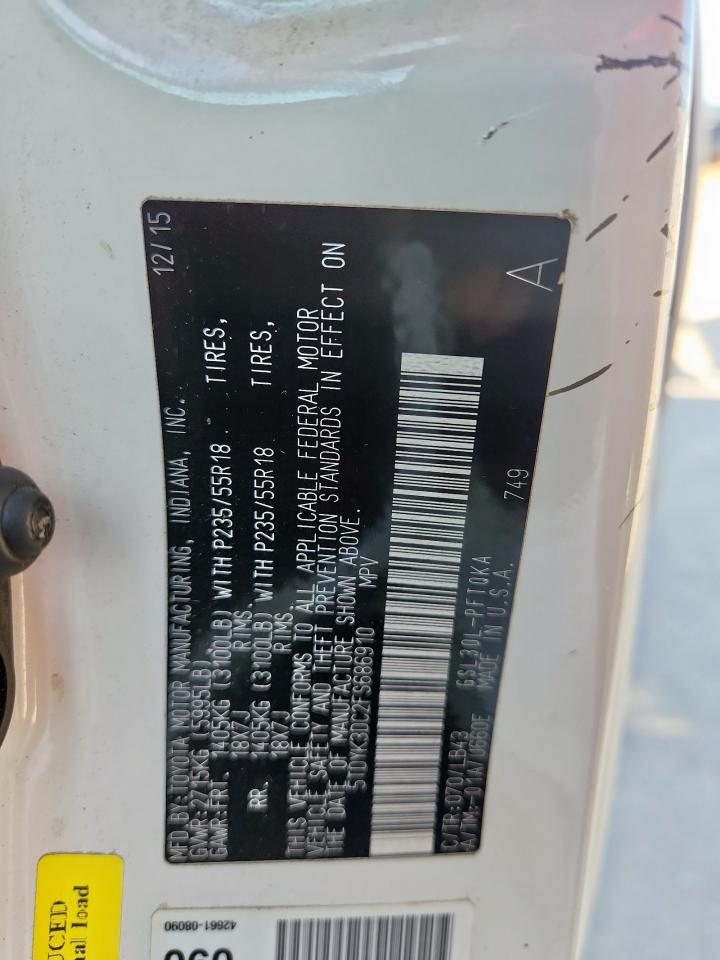 MFD. BY: TOYOTA MOTOR MANUFACTURING, INDIANA, INC. 12/15
GVWR: 2715KG (5995LB)
GAWR: FRT. 1405KG (3100LB) WITH P235/55R18 TIRES,
18X7J RIMS.
RR. 1405KG (3100LB) WITH P235/55R18 TIRES,
18X7J RIMS.
THIS VEHICLE CONFORMS TO ALL APPLICABLE FEDERAL MOTOR
VEHICLE SAFETY AND THEFT PREVENTION STANDARDS IN EFFECT ON
THE DATE OF MANUFACTURE SHOWN ABOVE.
5TDYK3DC2FS686910 MPV
C/TR: 070/LB43 GSL30L-PFTQKA 749
A/TM: -01A/U660E MADE IN U.S.A. A
UCED
nal load
42661-08090